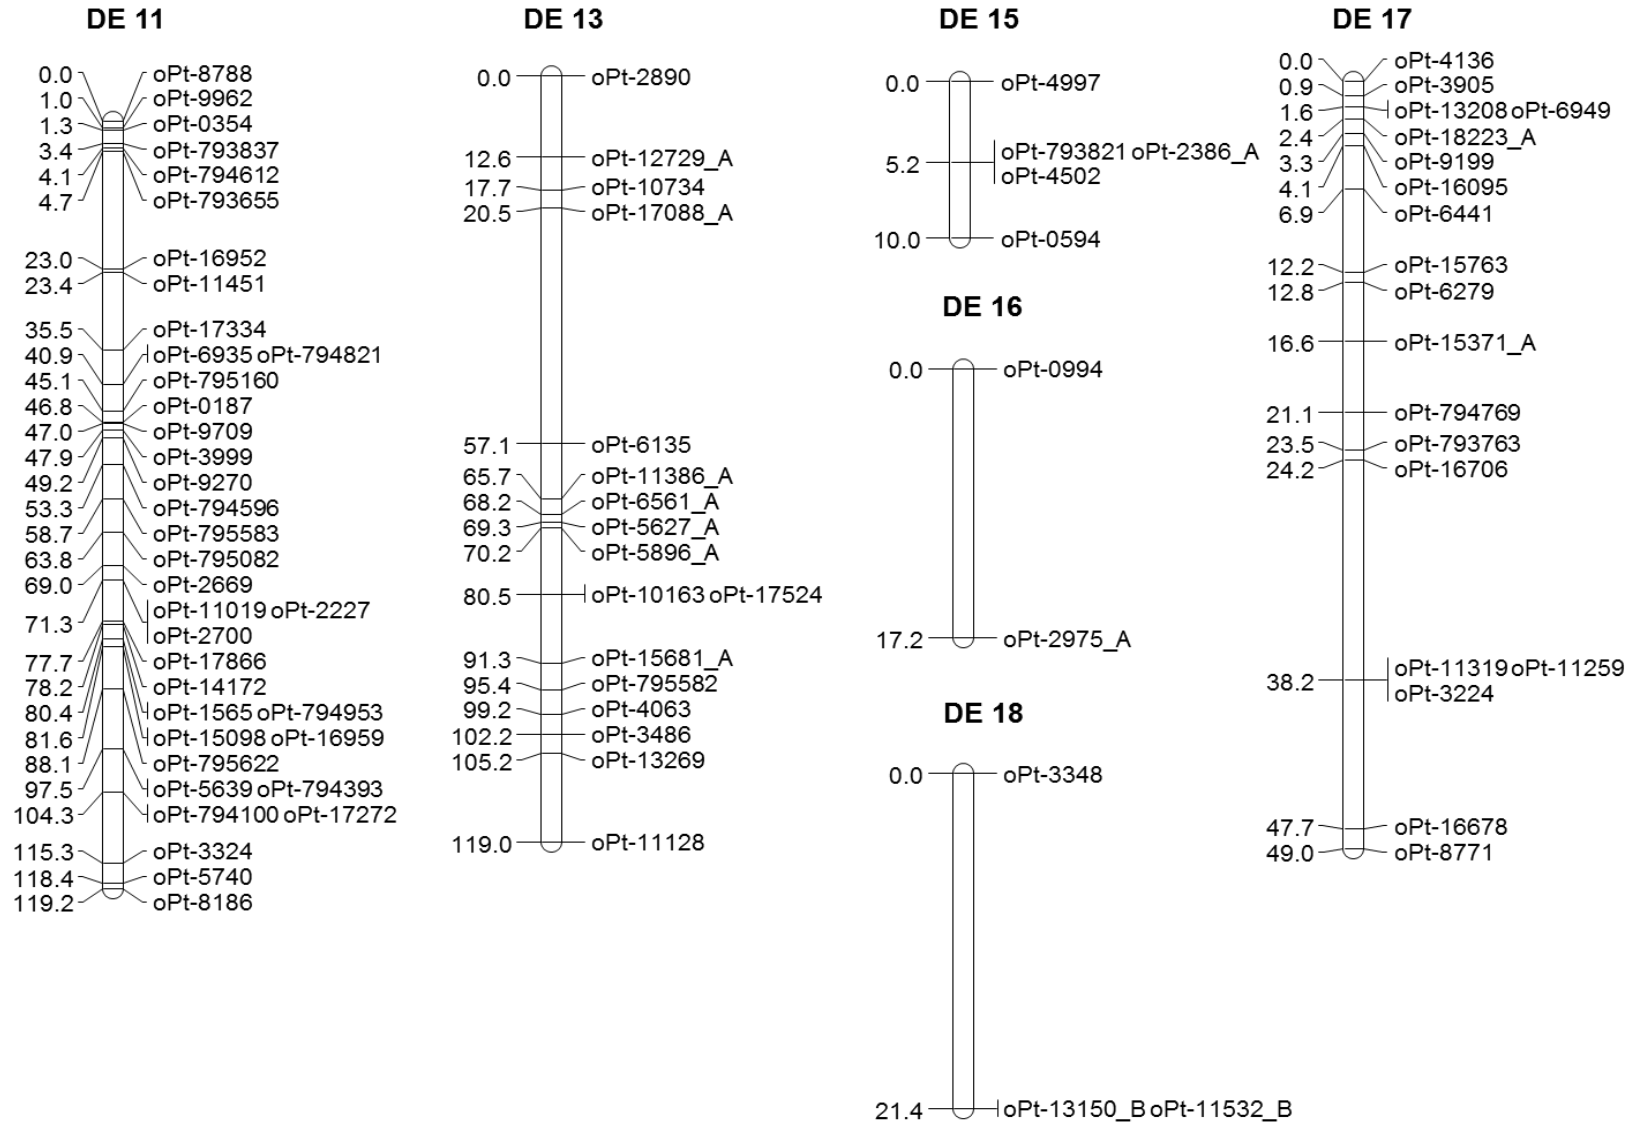 DE 11
0.0 oPt-8788
1.0 oPt-9962
1.3 oPt-0354
3.4 oPt-793837
4.1 oPt-794612
4.7 oPt-793655
23.0 oPt-16952
23.4 oPt-11451
35.5 oPt-17334
40.9 oPt-6935 oPt-794821
45.1 oPt-795160
46.8 oPt-0187
47.0 oPt-9709
47.9 oPt-3999
49.2 oPt-9270
53.3 oPt-794596
58.7 oPt-795583
63.8 oPt-795082
69.0 oPt-2669
71.3 oPt-11019 oPt-2227
oPt-2700
77.7 oPt-17866
78.2 oPt-14172
80.4 oPt-1565 oPt-794953
81.6 oPt-15098 oPt-16959
88.1 oPt-795622
97.5 oPt-5639 oPt-794393
104.3 oPt-794100 oPt-17272
115.3 oPt-3324
118.4 oPt-5740
119.2 oPt-8186
DE 13
0.0 oPt-2890
12.6 oPt-12729_A
17.7 oPt-10734
20.5 oPt-17088_A
57.1 oPt-6135
65.7 oPt-11386_A
68.2 oPt-6561_A
69.3 oPt-5627_A
70.2 oPt-5896_A
80.5 oPt-10163 oPt-17524
91.3 oPt-15681_A
95.4 oPt-795582
99.2 oPt-4063
102.2 oPt-3486
105.2 oPt-13269
119.0 oPt-11128
DE 15
0.0 oPt-4997
5.2 oPt-793821 oPt-2386_A
oPt-4502
10.0 oPt-0594
DE 16
0.0 oPt-0994
17.2 oPt-2975_A
DE 18
0.0 oPt-3348
21.4 oPt-13150_B oPt-11532_B
DE 17
0.0 oPt-4136
0.9 oPt-3905
1.6 oPt-13208 oPt-6949
2.4 oPt-18223_A
3.3 oPt-9199
4.1 oPt-16095
6.9 oPt-6441
12.2 oPt-15763
12.8 oPt-6279
16.6 oPt-15371_A
21.1 oPt-794769
23.5 oPt-793763
24.2 oPt-16706
38.2 oPt-11319 oPt-11259
oPt-3224
47.7 oPt-16678
49.0 oPt-8771